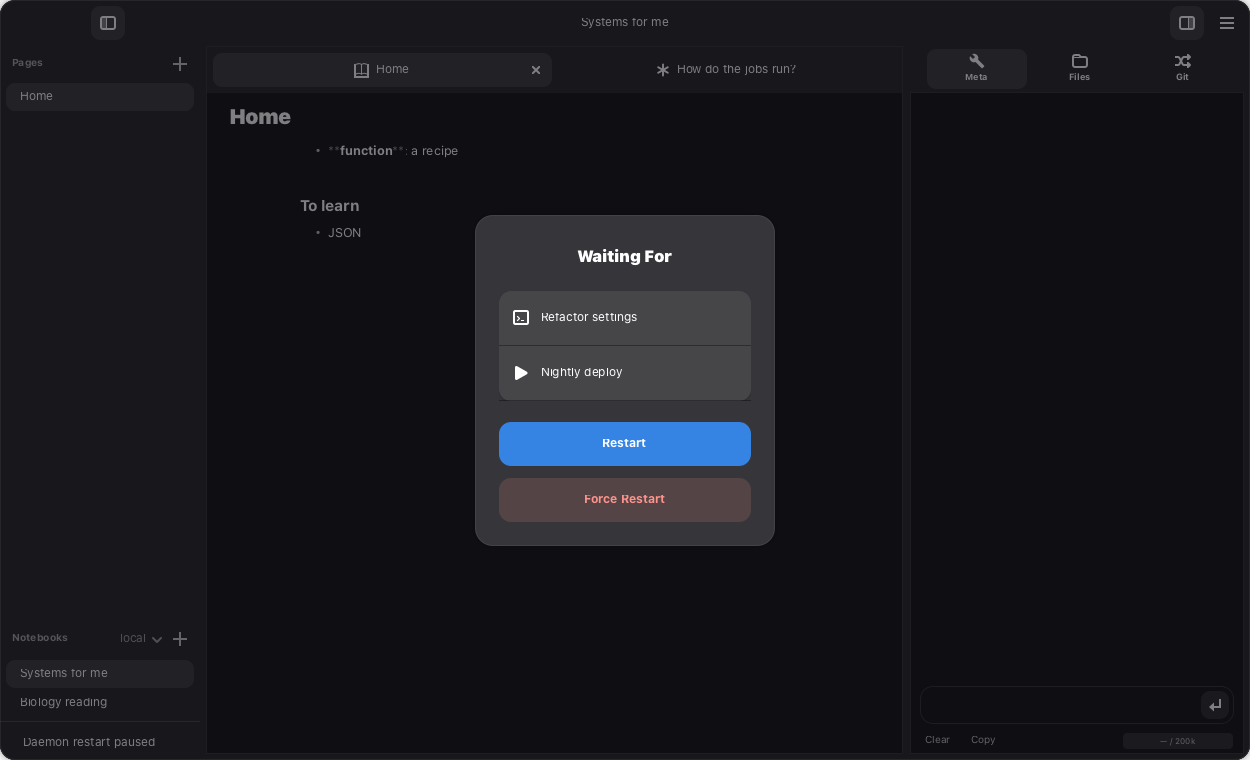 Systems for me
Pages
Home
Home
How do the jobs run?
Meta
Files
Git
Home
• **function**: a recipe
To learn
• JSON
Waiting For
Refactor settings
Nightly deploy
Restart
Force Restart
Notebooks
local
Systems for me
Biology reading
Daemon restart paused
Clear
Copy
— / 200k